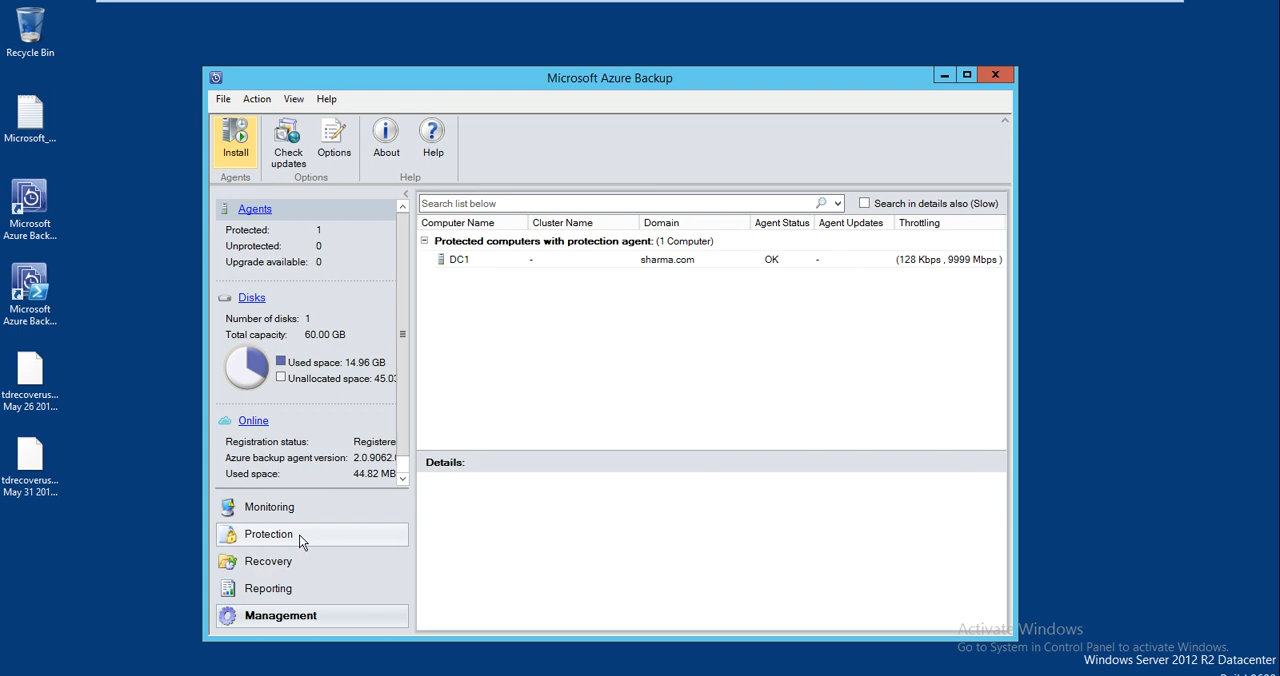 Recycle Bin
Microsoft_...
Microsoft
Azure Back...
Microsoft
Azure Back...
tdrecoverus...
May 26 201...
tdrecoverus...
May 31 201...
Microsoft Azure Backup
File Action View Help
Install
Check
updates
Options
About
Help
Agents
Options
Help
Agents
Protected: 1
Unprotected: 0
Upgrade available: 0
Disks
Number of disks: 1
Total capacity: 60.00 GB
Used space: 14.96 GB
Unallocated space: 45.03
Online
Registration status: Registere
Azure backup agent version: 2.0.9062.
Used space: 44.82 MB
Monitoring
Protection
Recovery
Reporting
Management
Search list below
Search in details also (Slow)
Computer Name Cluster Name Domain Agent Status Agent Updates Throttling
Protected computers with protection agent: (1 Computer)
DC1 - sharma.com OK - (128 Kbps , 9999 Mbps )
Details:
Activate Windows
Go to System in Control Panel to activate Windows.
Windows Server 2012 R2 Datacenter